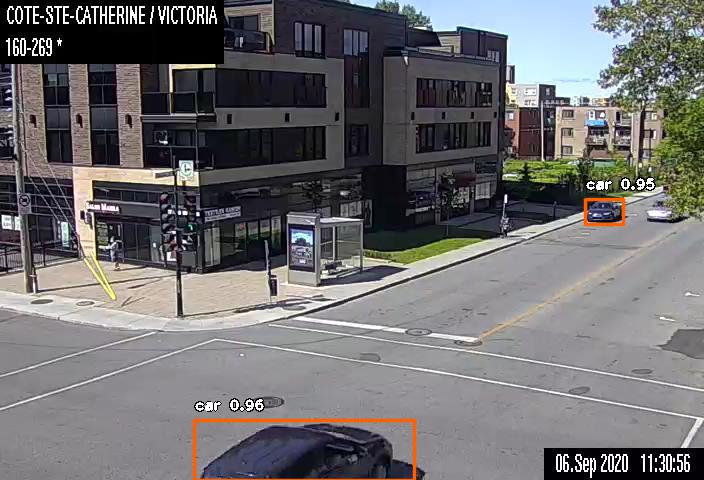 COTE-STE-CATHERINE / VICTORIA
160-269 *
car 0.95
car 0.96
06.Sep 2020 11:30:56